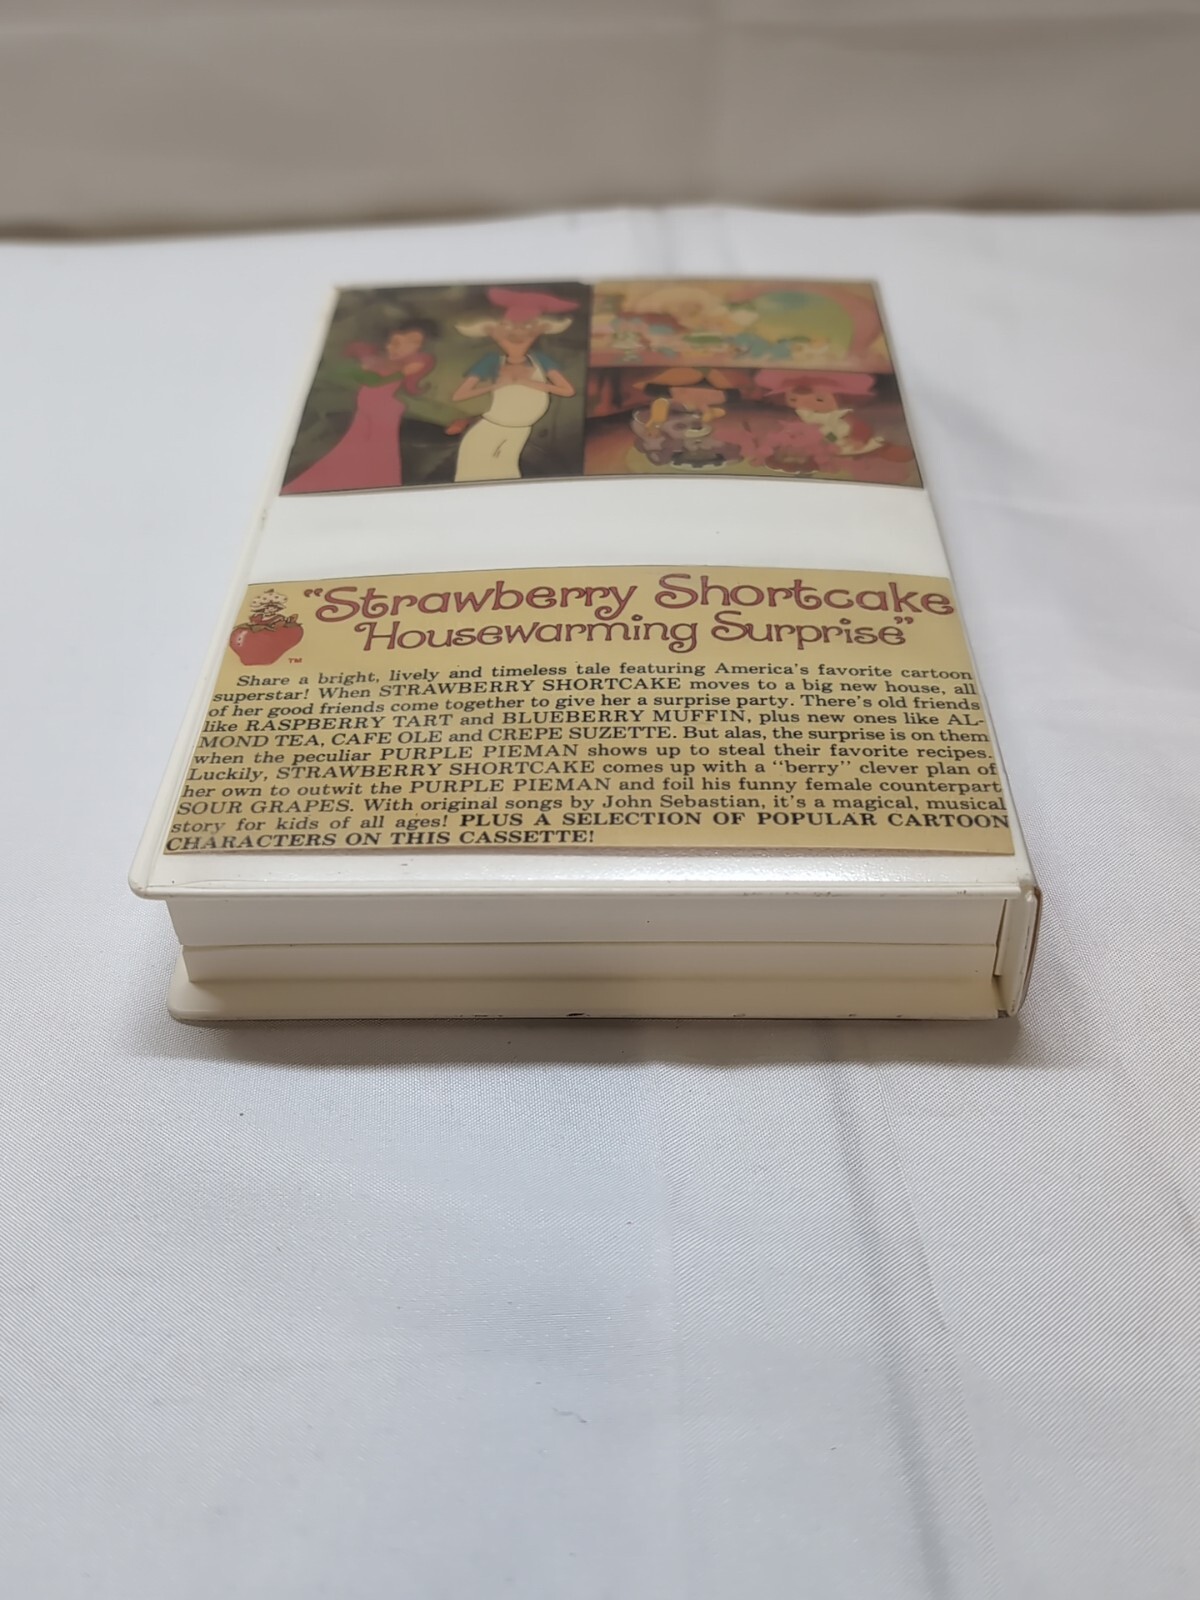 "Strawberry Shortcake
Housewarming Surprise"
TM
Share a bright, lively and timeless tale featuring America's favorite cartoon
superstar! When STRAWBERRY SHORTCAKE moves to a big new house, all
of her good friends come together to give her a surprise party. There's old friends
like RASPBERRY TART and BLUEBERRY MUFFIN, plus new ones like AL-
MOND TEA, CAFE OLE and CREPE SUZETTE. But alas, the surprise is on them
when the peculiar PURPLE PIEMAN shows up to steal their favorite recipes.
Luckily, STRAWBERRY SHORTCAKE comes up with a "berry" clever plan of
her own to outwit the PURPLE PIEMAN and foil his funny female counterpart
SOUR GRAPES. With original songs by John Sebastian, it's a magical, musical
story for kids of all ages! PLUS A SELECTION OF POPULAR CARTOON
CHARACTERS ON THIS CASSETTE!